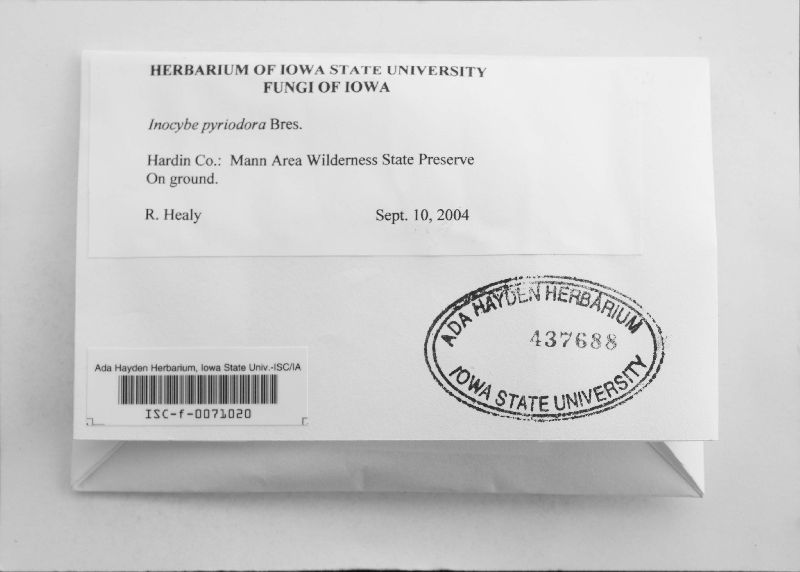 HERBARIUM OF IOWA STATE UNIVERSITY
FUNGI OF IOWA
Inocybe pyriodora Bres.
Hardin Co.: Mann Area Wilderness State Preserve
On ground.
R. Healy Sept. 10, 2004
ADA HAYDEN HERBARIUM
437688
IOWA STATE UNIVERSITY
Ada Hayden Herbarium, Iowa State Univ.-ISC/IA
ISC-f-0071020